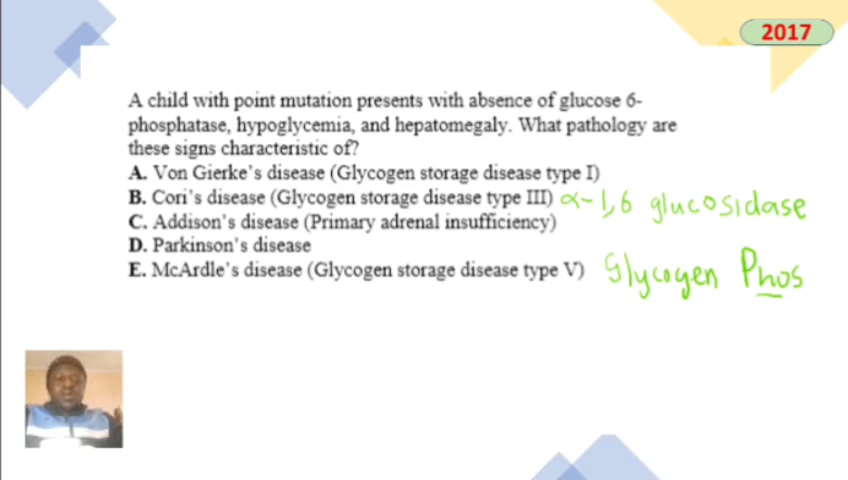 2017
A child with point mutation presents with absence of glucose 6-
phosphatase, hypoglycemia, and hepatomegaly. What pathology are
these signs characteristic of?
A. Von Gierke's disease (Glycogen storage disease type I)
B. Cori's disease (Glycogen storage disease type III) α-1,6 glucosidase
C. Addison's disease (Primary adrenal insufficiency)
D. Parkinson's disease
E. McArdle's disease (Glycogen storage disease type V) Glycogen Phos